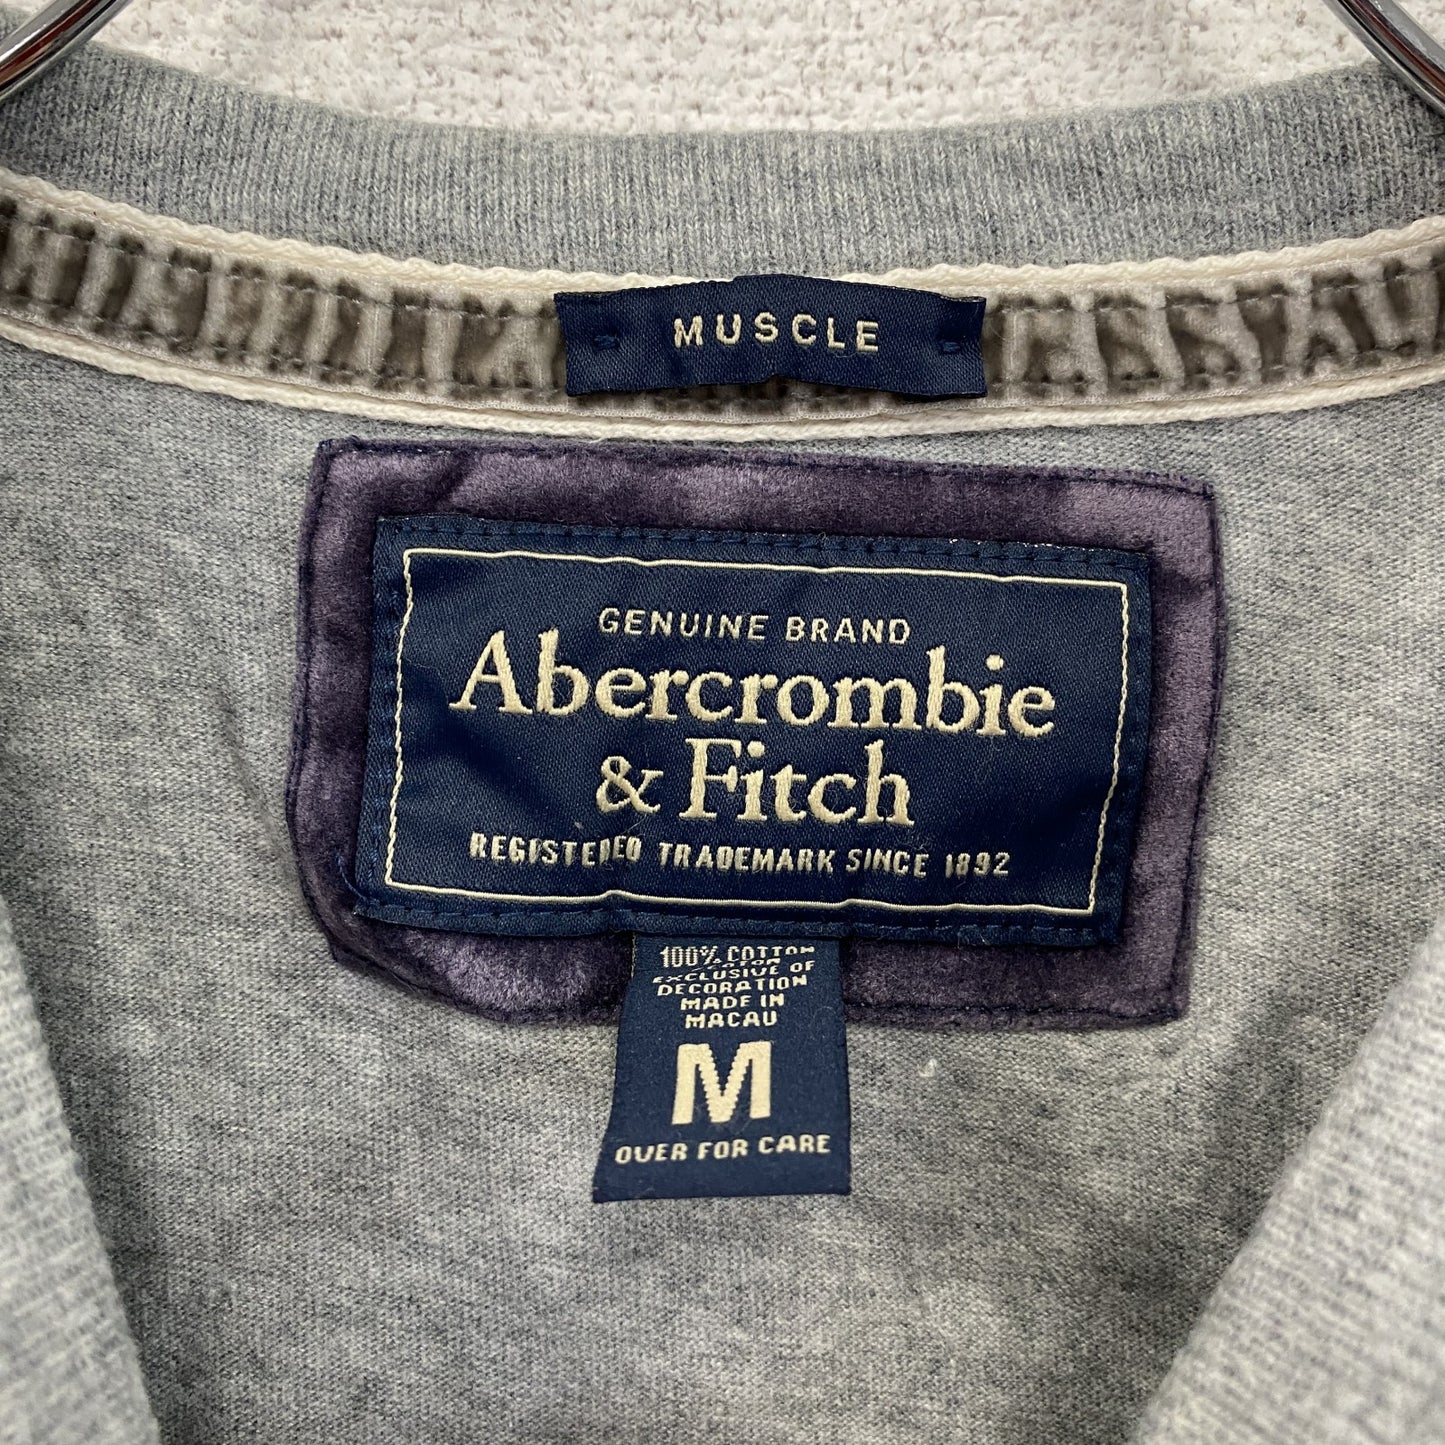 MUSCLE
GENUINE BRAND
Abercrombie
& Fitch
REGISTERED TRADEMARK SINCE 1892
100% COTTON
EXCLUSIVE OF
DECORATION
MADE IN
MACAU
M
OVER FOR CARE